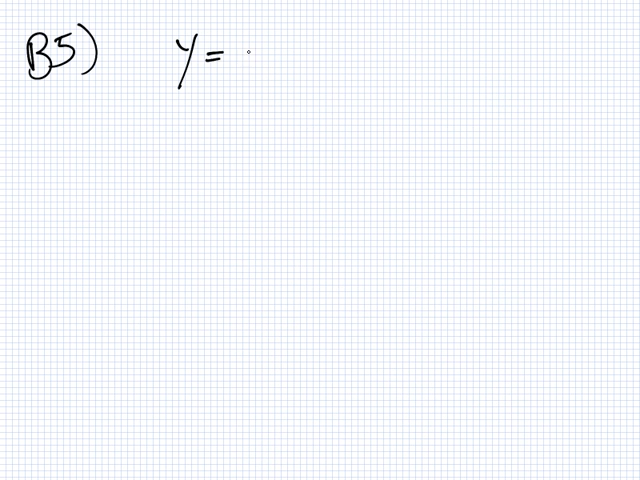 B5) y =